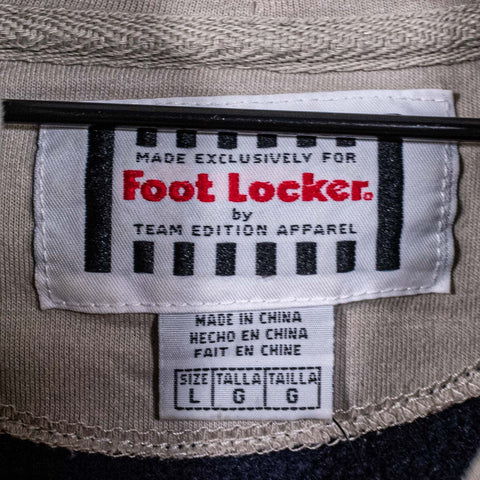 MADE EXCLUSIVELY FOR
Foot Locker®
by
TEAM EDITION APPAREL
MADE IN CHINA
HECHO EN CHINA
FAIT EN CHINE
SIZE TALLA TAILLA
L G G